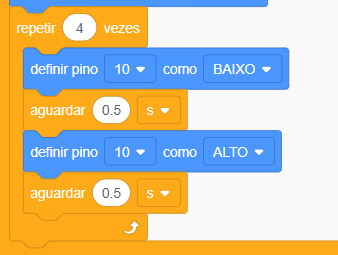 repetir 4 vezes
definir pino 10 como BAIXO
aguardar 0.5 s
definir pino 10 como ALTO
aguardar 0.5 s